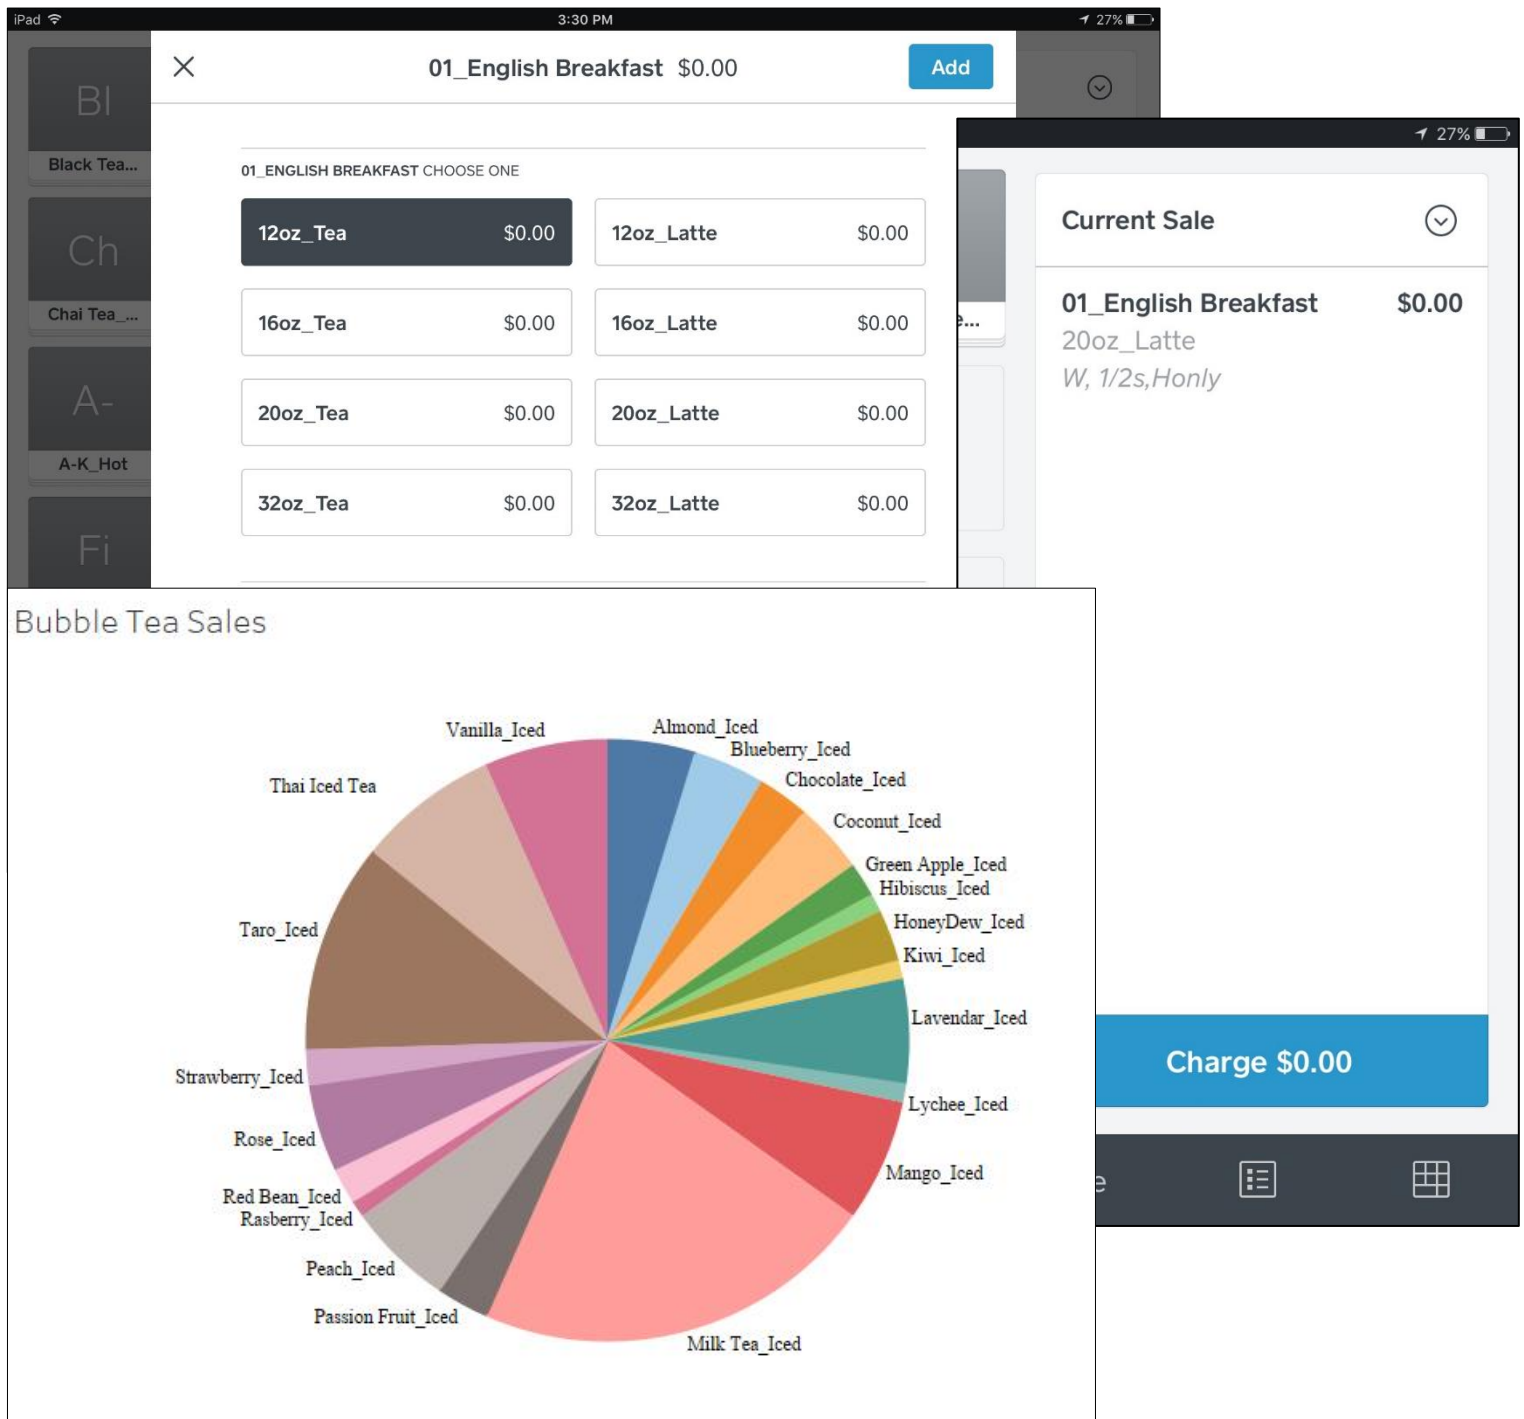 iPad
3:30 PM
27%
Bl
Black Tea...
Ch
Chai Tea_...
A-
A-K_Hot
Fi
01_English Breakfast $0.00
Add
01_ENGLISH BREAKFAST CHOOSE ONE
12oz_Tea $0.00
12oz_Latte $0.00
16oz_Tea $0.00
16oz_Latte $0.00
20oz_Tea $0.00
20oz_Latte $0.00
32oz_Tea $0.00
32oz_Latte $0.00
27%
Current Sale
01_English Breakfast $0.00
20oz_Latte
W, 1/2s,Honly
Charge $0.00
Bubble Tea Sales
Vanilla_Iced
Almond_Iced
Blueberry_Iced
Chocolate_Iced
Coconut_Iced
Green Apple_Iced
Hibiscus_Iced
HoneyDew_Iced
Kiwi_Iced
Lavendar_Iced
Lychee_Iced
Mango_Iced
Milk Tea_Iced
Passion Fruit_Iced
Peach_Iced
Rasberry_Iced
Red Bean_Iced
Rose_Iced
Strawberry_Iced
Taro_Iced
Thai Iced Tea